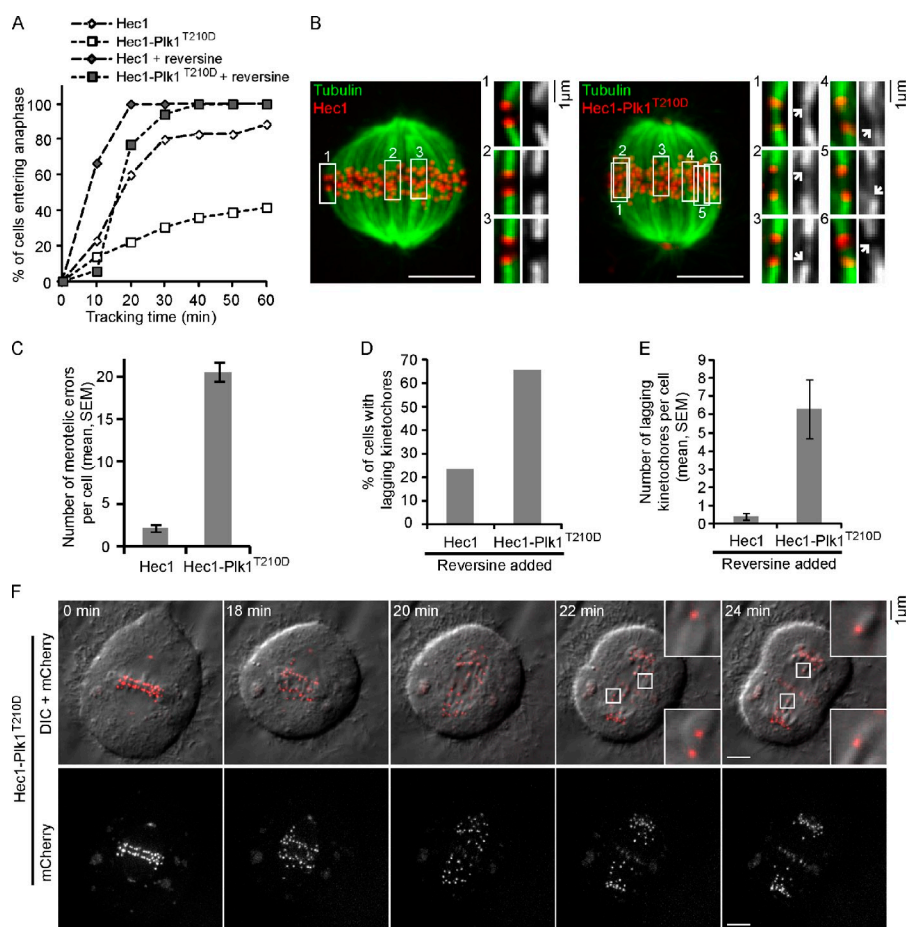 A
Hec1
Hec1-Plk1T210D
Hec1 + reversine
Hec1-Plk1T210D + reversine
% of cells entering anaphase
100
80
60
40
20
0
0 10 20 30 40 50 60
Tracking time (min)
B
Tubulin
Hec1
1
2
3
1
2
3
1µm
Tubulin
Hec1-Plk1T210D
2
3
4
6
1
5
1
2
3
4
5
6
1µm
C
Number of merotelic errors
per cell (mean, SEM)
20
15
10
5
0
Hec1 Hec1-Plk1T210D
D
% of cells with
lagging kinetochores
70
60
50
40
30
20
10
0
Hec1 Hec1-Plk1T210D
Reversine added
E
Number of lagging
kinetochores per cell
(mean, SEM)
9
8
7
6
5
4
3
2
1
0
Hec1 Hec1-Plk1T210D
Reversine added
F
Hec1-Plk1T210D
DIC + mCherry
0 min
18 min
20 min
22 min
24 min
1µm
mCherry